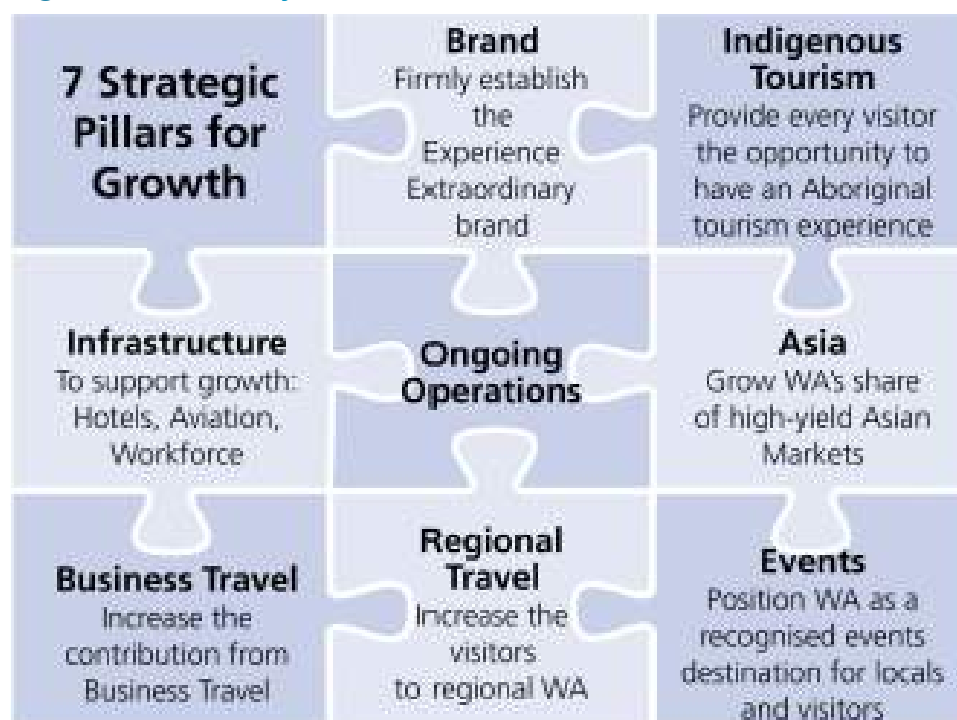 7 Strategic
Pillars for
Growth
Brand
Firmly establish
the
Experience
Extraordinary
brand
Indigenous
Tourism
Provide every visitor
the opportunity to
have an Aboriginal
tourism experience
Infrastructure
To support growth:
Hotels, Aviation,
Workforce
Ongoing
Operations
Asia
Grow WA's share
of high-yield Asian
Markets
Business Travel
Increase the
contribution from
Business Travel
Regional
Travel
Increase the
visitors
to regional WA
Events
Position WA as a
recognised events
destination for locals
and visitors